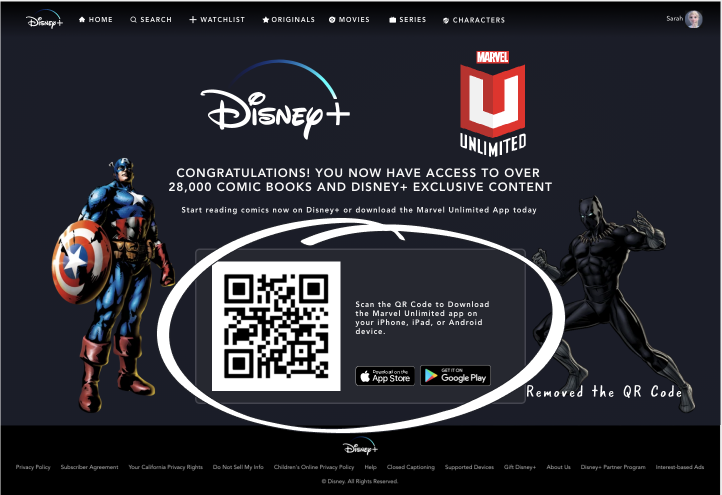 Disney+
HOME
SEARCH
WATCHLIST
ORIGINALS
MOVIES
SERIES
CHARACTERS
Sarah
Disney+
MARVEL
U
UNLIMITED
CONGRATULATIONS! YOU NOW HAVE ACCESS TO OVER
28,000 COMIC BOOKS AND DISNEY+ EXCLUSIVE CONTENT
Start reading comics now on Disney+ or download the Marvel Unlimited App today
Scan the QR Code to Download
the Marvel Unlimited app on
your iPhone, iPad, or Android
device.
Download on the
App Store
GET IT ON
Google Play
Removed the QR Code
Disney+
Privacy Policy
Subscriber Agreement
Your California Privacy Rights
Do Not Sell My Info
Children's Online Privacy Policy
Help
Closed Captioning
Supported Devices
Gift Disney+
About Us
Disney+ Partner Program
Interest-based Ads
© Disney. All Rights Reserved.